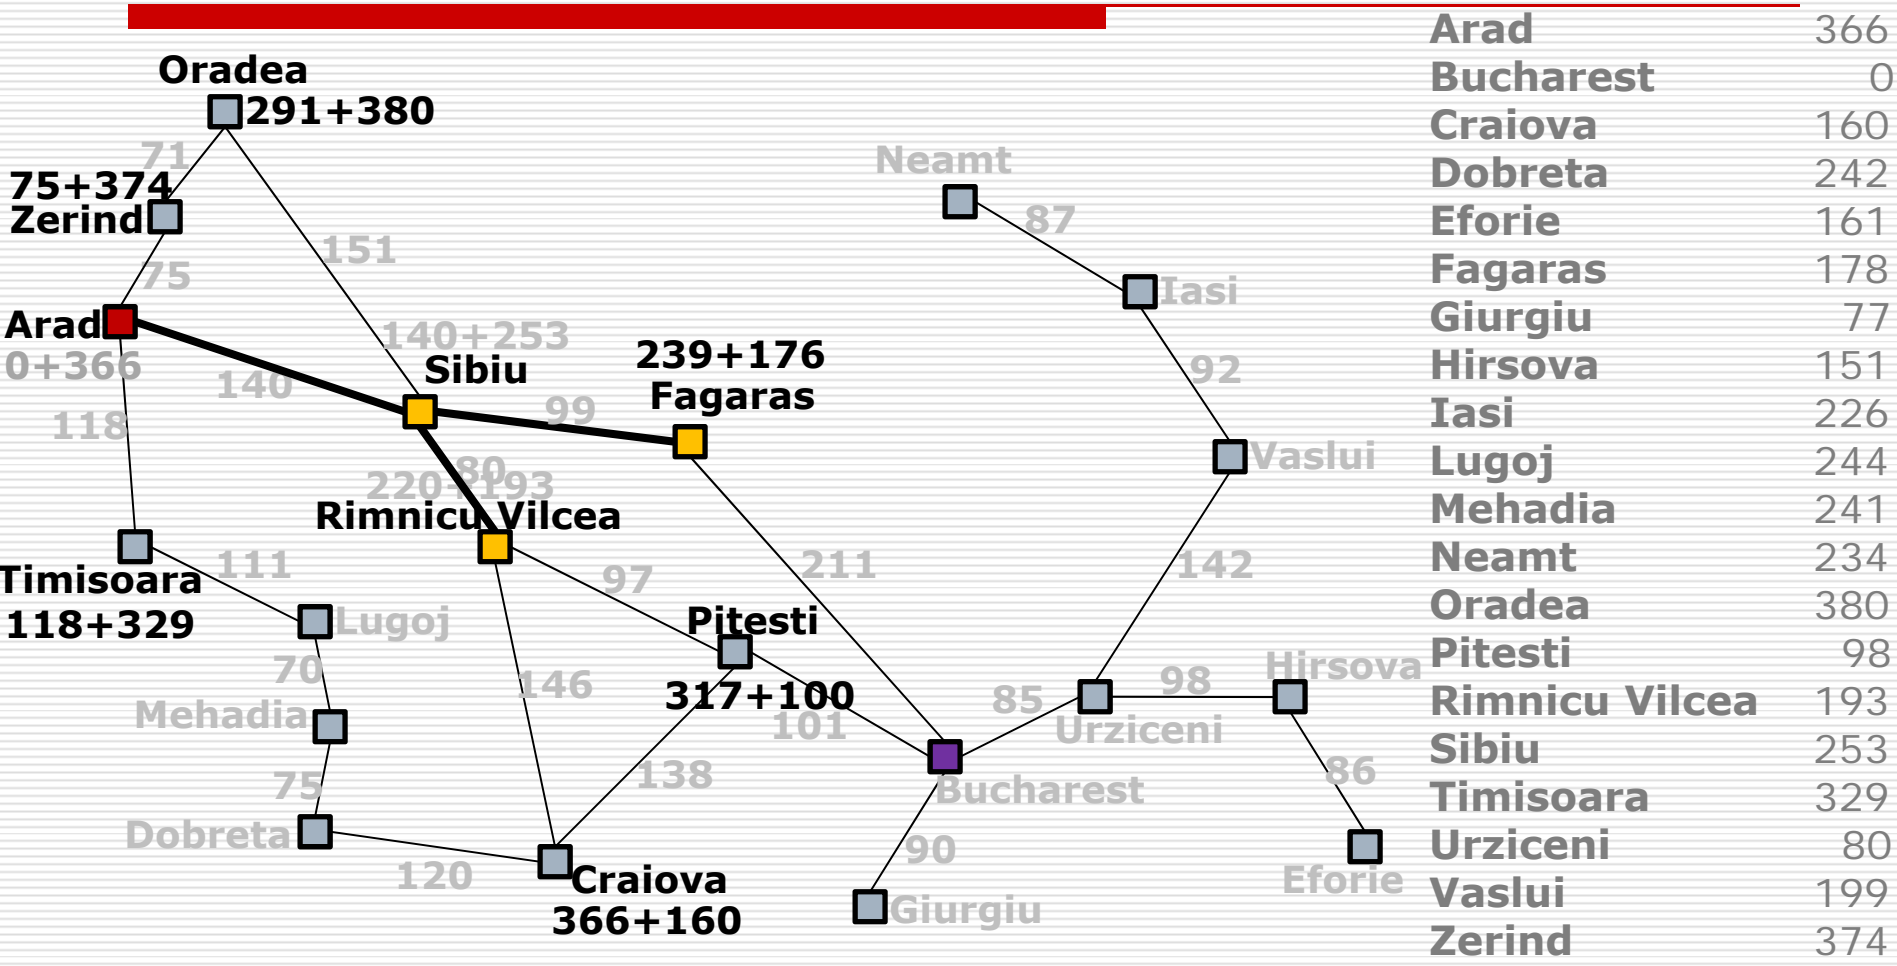 Oradea
291+380
71
75+374
Zerind
75
151
Arad
0+366
140
118
140+253
Sibiu
99
239+176
Fagaras
80
220+193
Rimnicu Vilcea
Timisoara
118+329
111
Lugoj
70
Mehadia
75
Dobreta
120
97
211
Pitesti
317+100
146
138
101
Craiova
366+160
Neamt
87
Iasi
92
Vaslui
142
85
Urziceni
98
Hirsova
86
Eforie
Bucharest
90
Giurgiu
Arad 366
Bucharest 0
Craiova 160
Dobreta 242
Eforie 161
Fagaras 178
Giurgiu 77
Hirsova 151
Iasi 226
Lugoj 244
Mehadia 241
Neamt 234
Oradea 380
Pitesti 98
Rimnicu Vilcea 193
Sibiu 253
Timisoara 329
Urziceni 80
Vaslui 199
Zerind 374